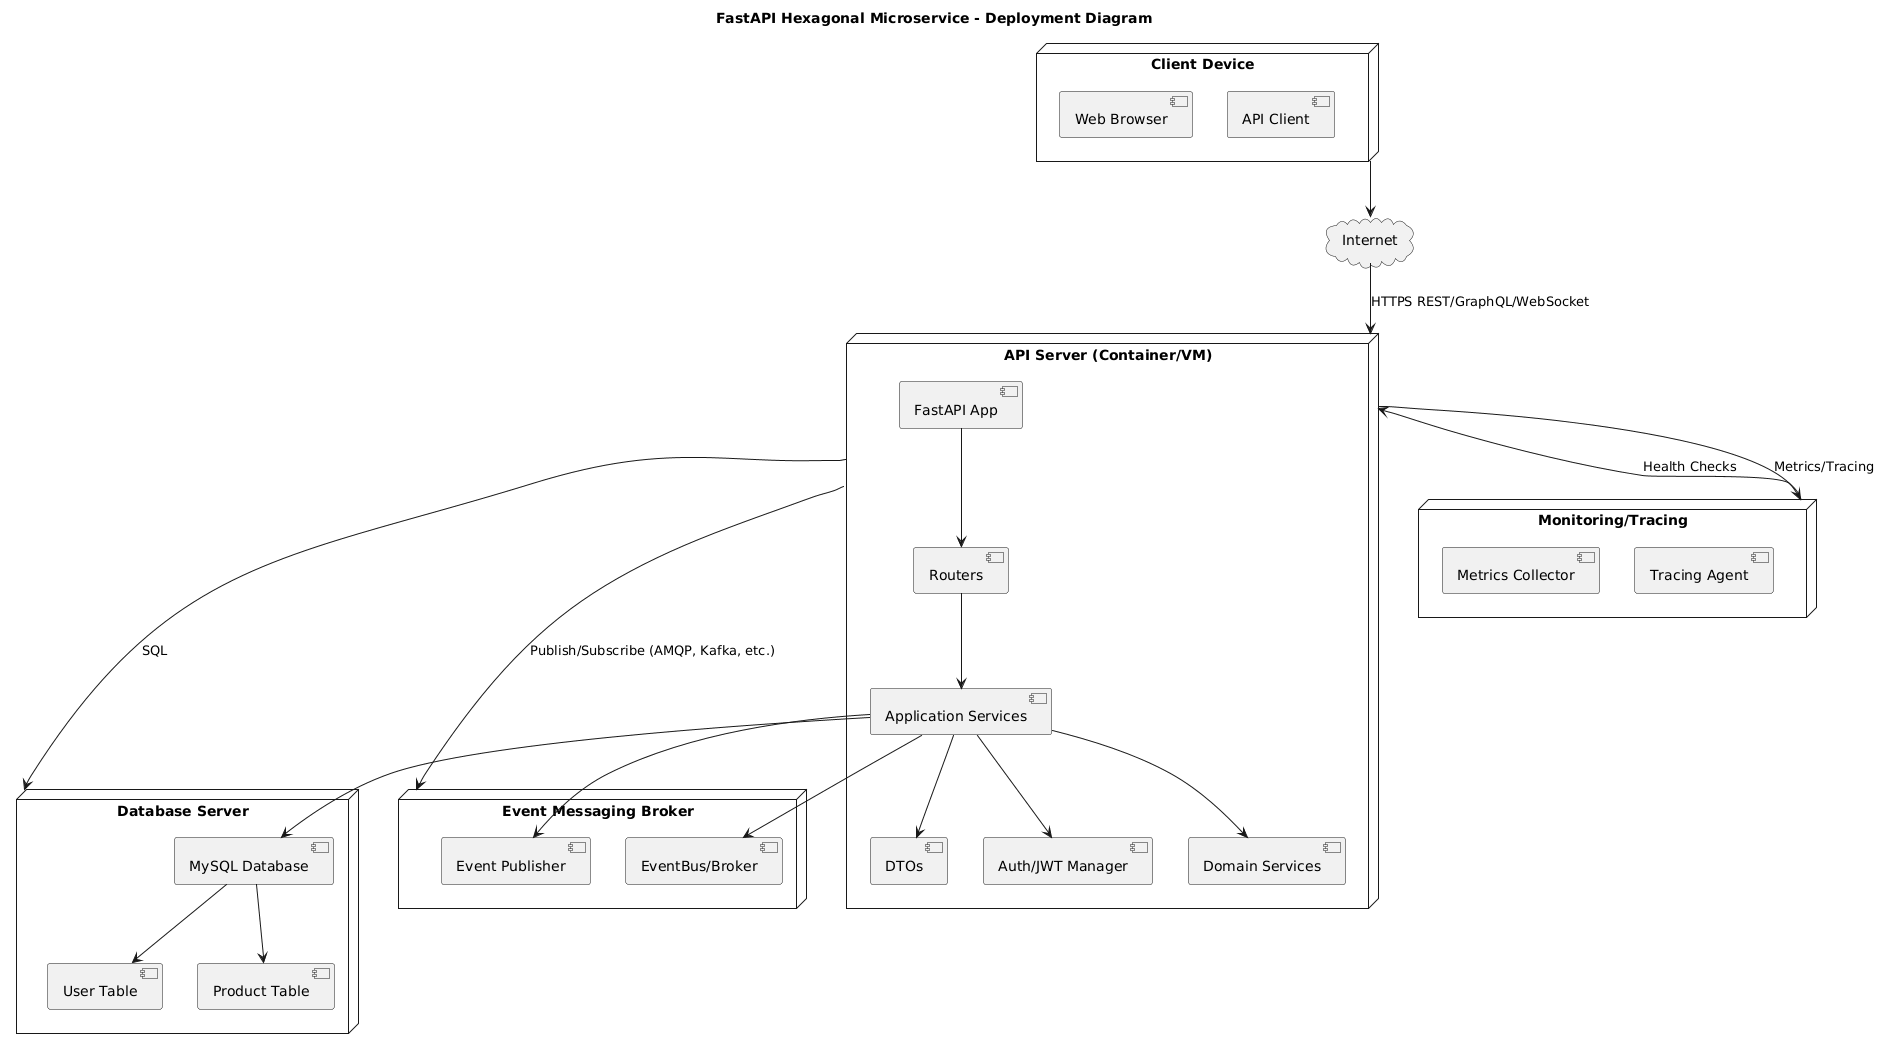 FastAPI Hexagonal Microservice - Deployment Diagram
Client Device
Web Browser
API Client
Internet
HTTPS REST/GraphQL/WebSocket
API Server (Container/VM)
FastAPI App
Health Checks
Metrics/Tracing
Monitoring/Tracing
Routers
Metrics Collector
Tracing Agent
SQL
Publish/Subscribe (AMQP, Kafka, etc.)
Application Services
Database Server
Event Messaging Broker
MySQL Database
Event Publisher
EventBus/Broker
DTOs
Auth/JWT Manager
Domain Services
User Table
Product Table